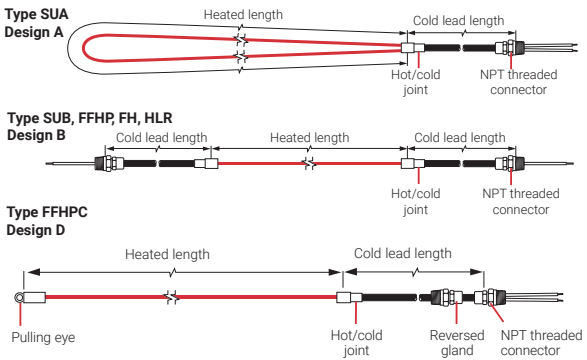 Type SUA
Design A
Heated length
Cold lead length
Hot/cold
joint
NPT threaded
connector
Type SUB, FFHP, FH, HLR
Design B
Cold lead length
Heated length
Cold lead length
Hot/cold
joint
NPT threaded
connector
Type FFHPC
Design D
Heated length
Cold lead length
Pulling eye
Hot/cold
joint
Reversed
gland
NPT threaded
connector